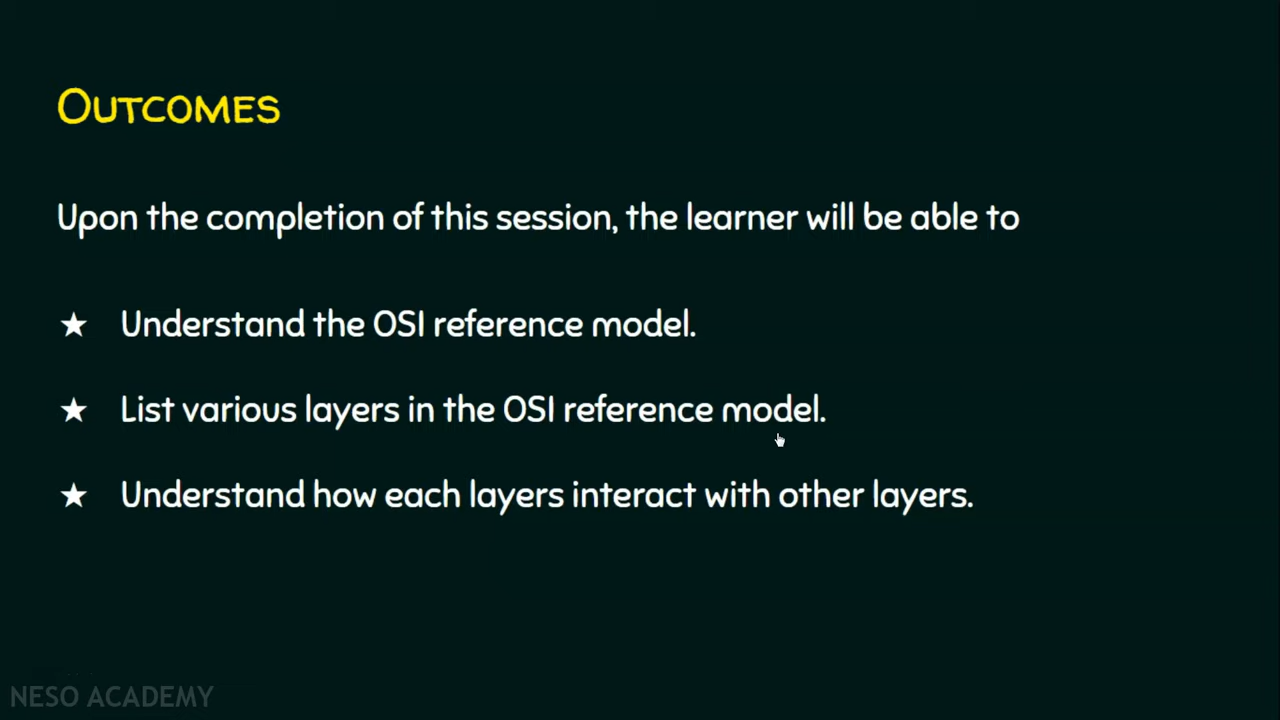 OUTCOMES
Upon the completion of this session, the learner will be able to
★ Understand the OSI reference model.
★ List various layers in the OSI reference model.
★ Understand how each layers interact with other layers.
NESO ACADEMY